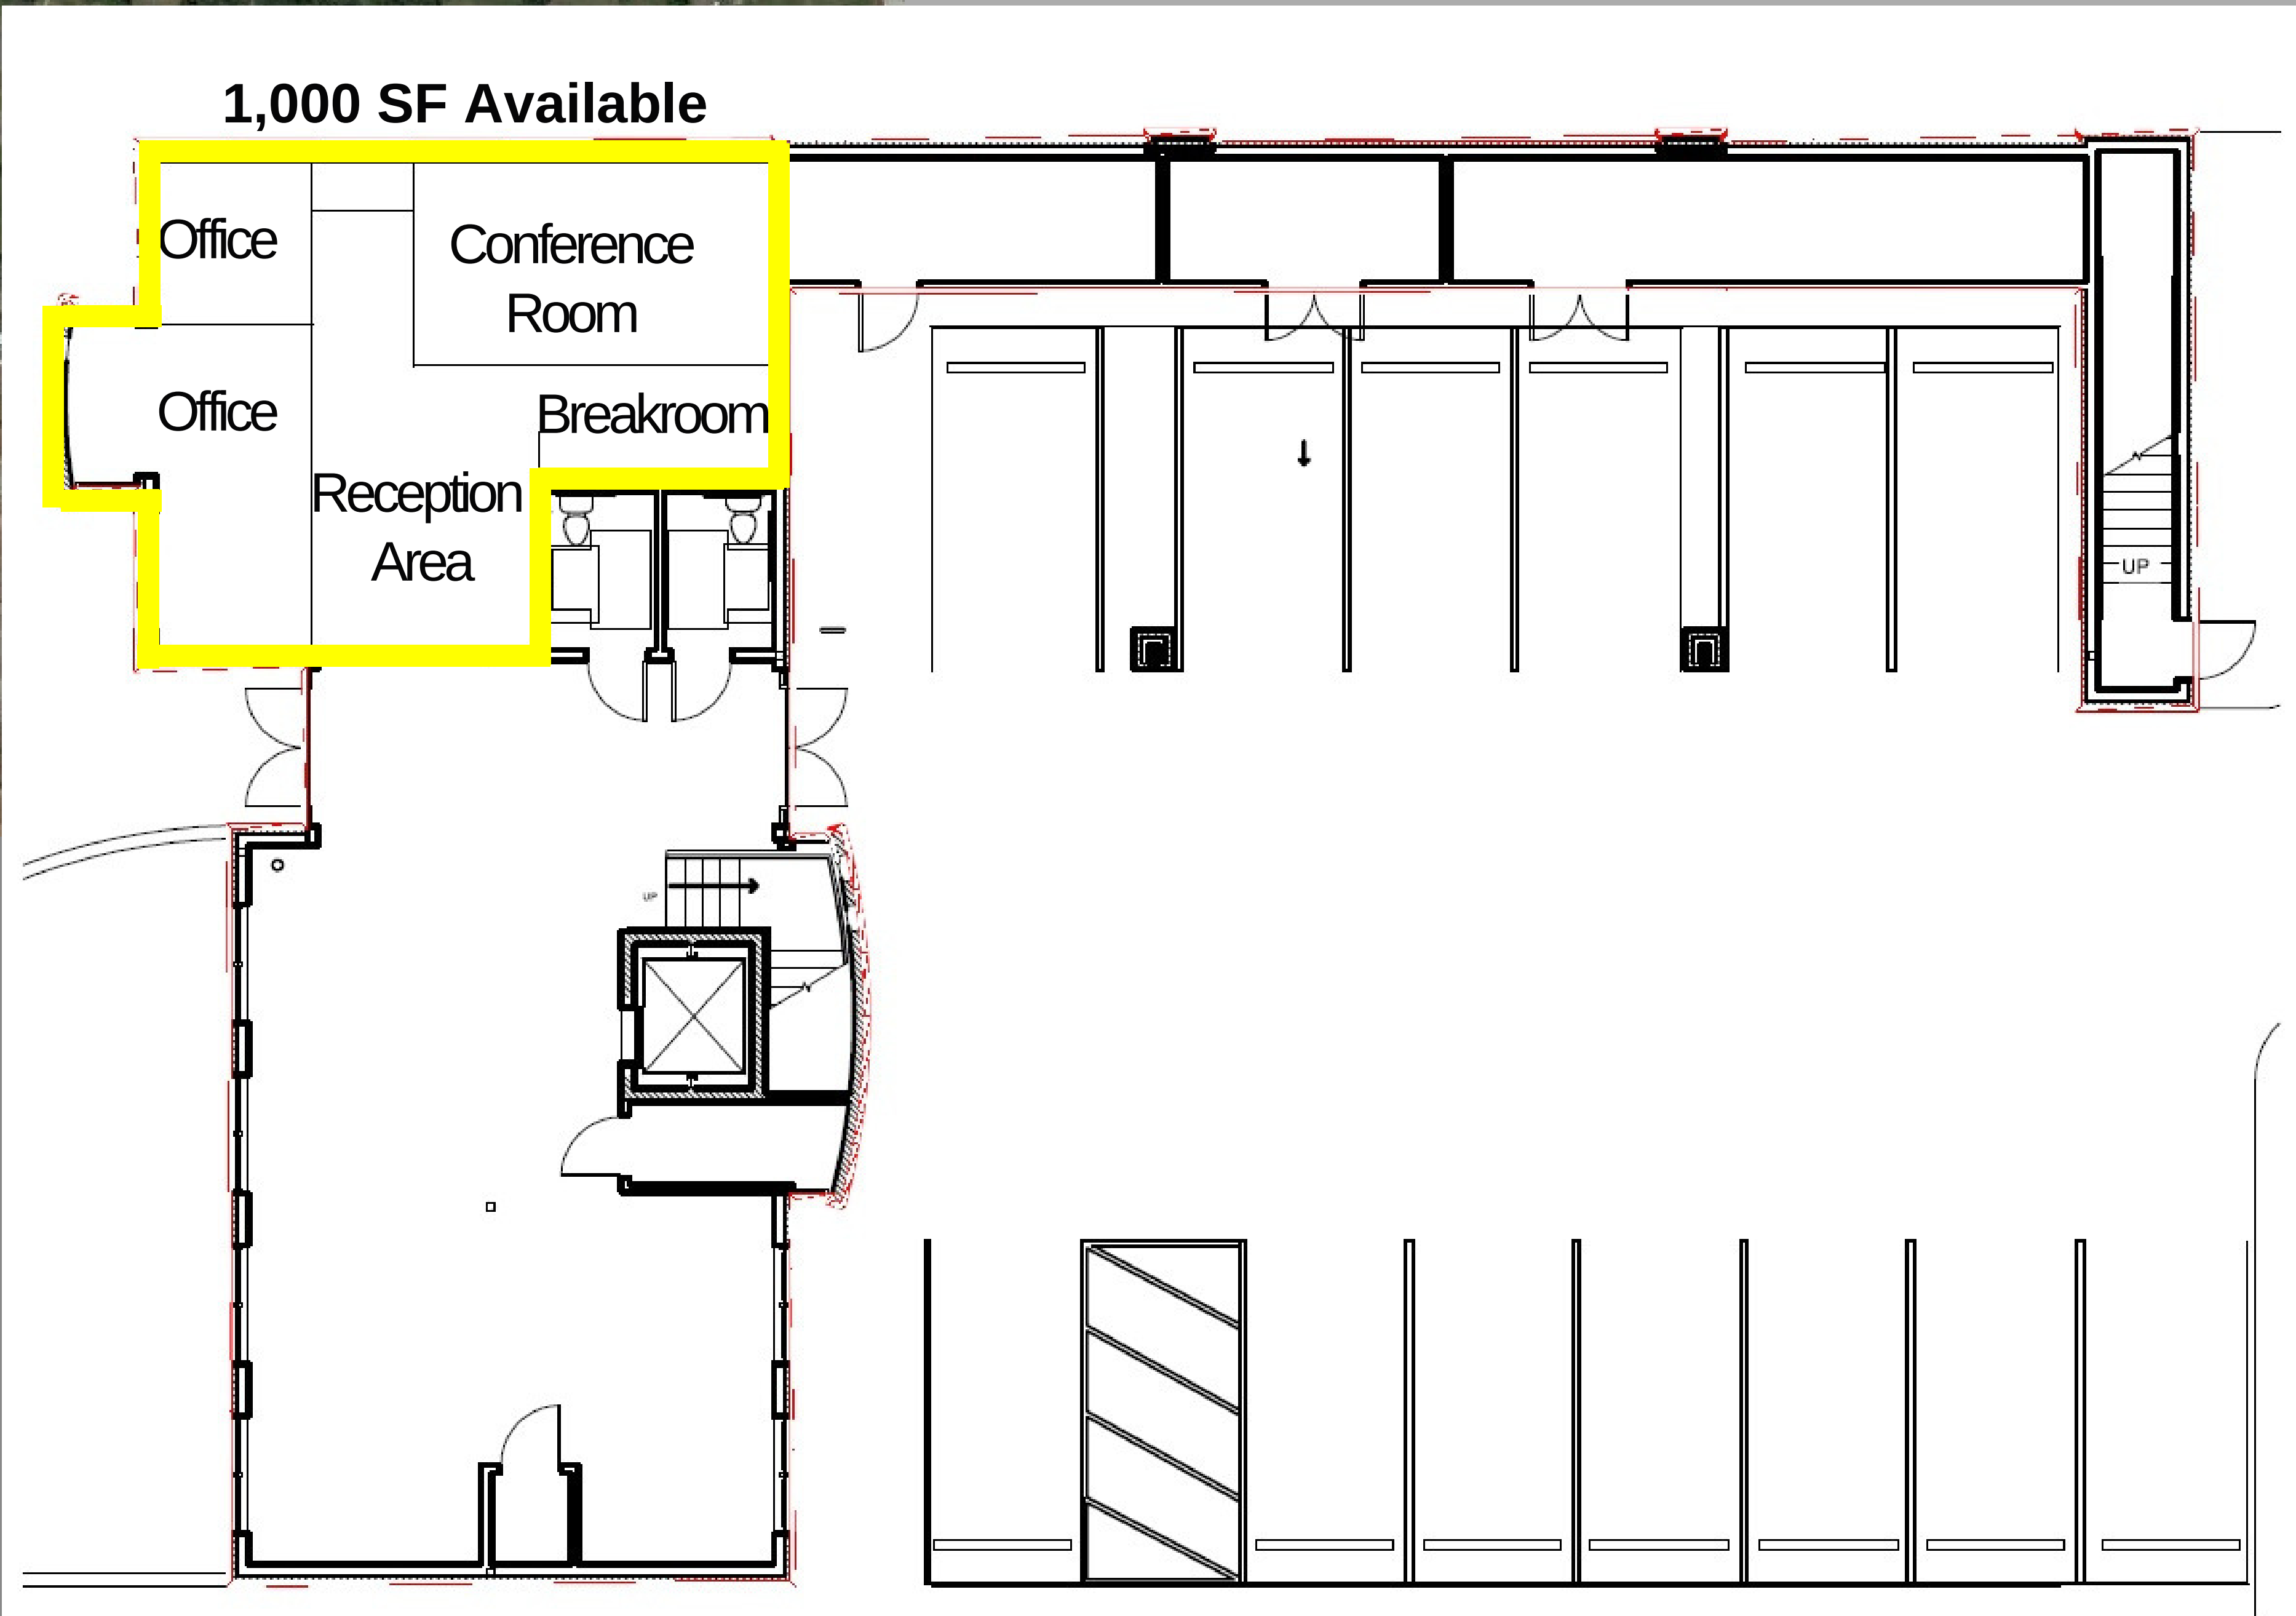 1,000 SF Available
Office
Conference
Room
Office
Breakroom
Reception
Area
UP
UP